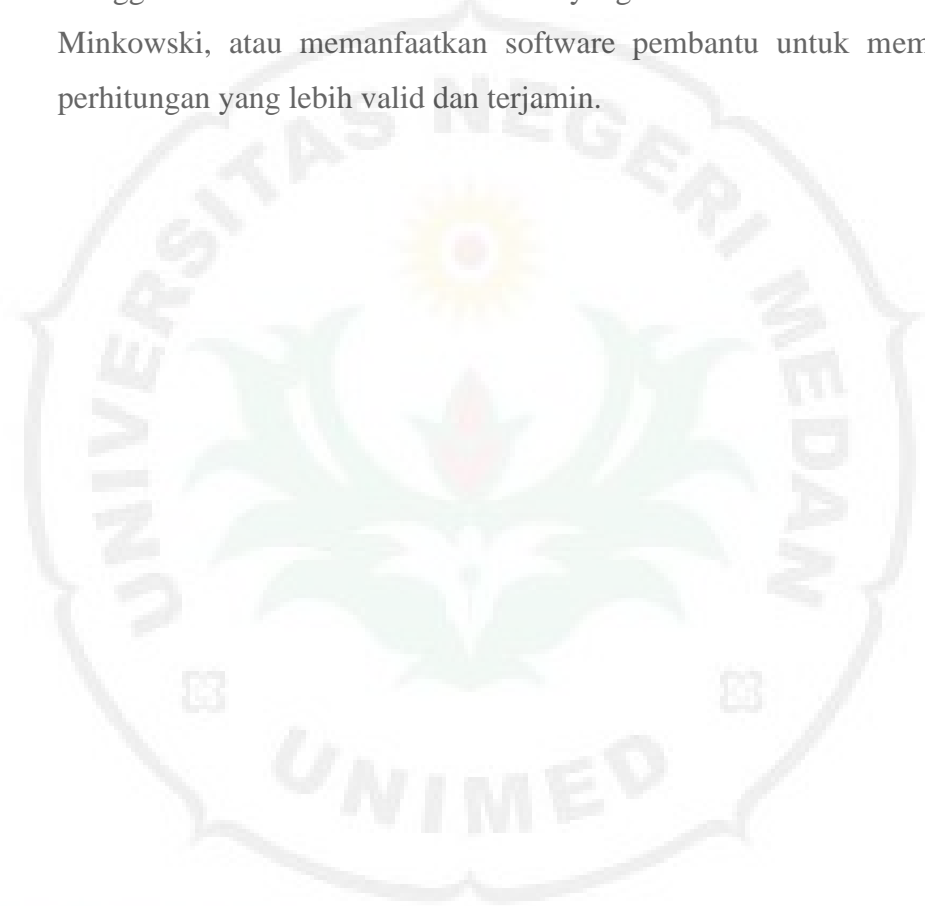 Minkowski, atau memanfaatkan software pembantu untuk mem
perhitungan yang lebih valid dan terjamin.
UNIVERSITAS NEGERI MEDAN
UNIMED